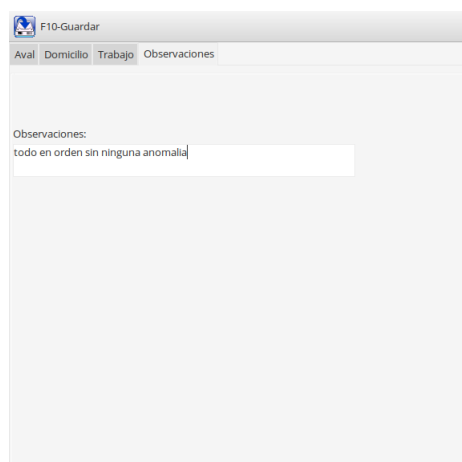 F10-Guardar
Aval Domicilio Trabajo Observaciones
Observaciones:
todo en orden sin ninguna anomalia